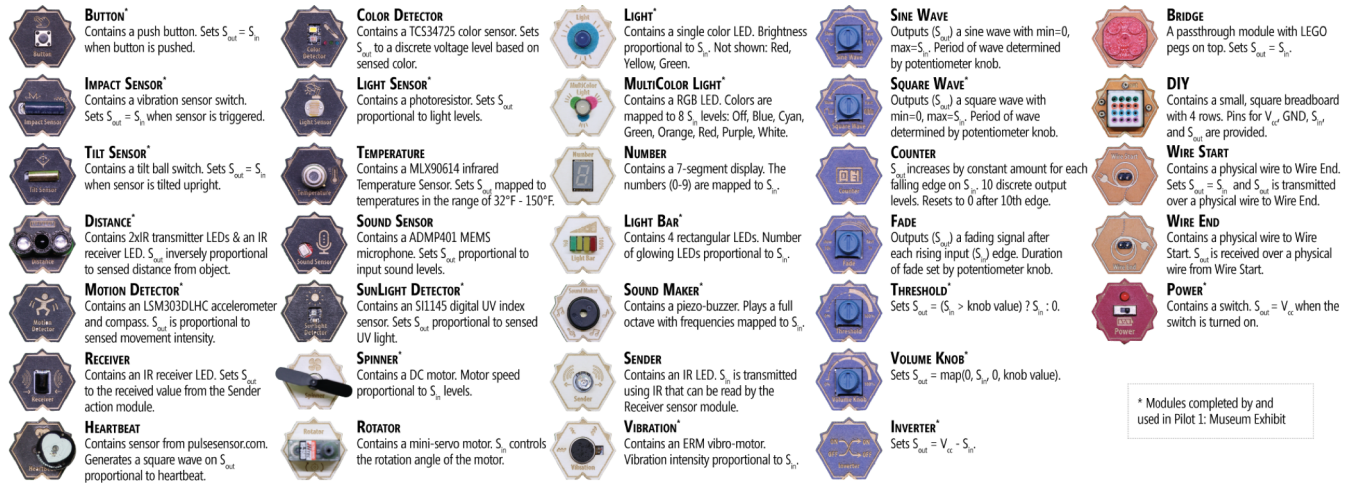 BUTTON*
Contains a push button. Sets Sout = Sin
when button is pushed.
IMPACT SENSOR*
Contains a vibration sensor switch.
Sets Sout = Sin when sensor is triggered.
TILT SENSOR*
Contains a tilt ball switch. Sets Sout = Sin
when sensor is tilted upright.
DISTANCE*
Contains 2xIR transmitter LEDs & an IR
receiver LED. Sout inversely proportional
to sensed distance from object.
MOTION DETECTOR*
Contains an LSM303DLHC accelerometer
and compass. Sout is proportional to
sensed movement intensity.
RECEIVER
Contains an IR receiver LED. Sets Sout
to the received value from the Sender
action module.
HEARTBEAT
Contains sensor from pulsesensor.com.
Generates a square wave on Sout
proportional to heartbeat.
COLOR DETECTOR
Contains a TCS34725 color sensor. Sets
Sout to a discrete voltage level based on
sensed color.
LIGHT SENSOR*
Contains a photoresistor. Sets Sout
proportional to light levels.
TEMPERATURE
Contains a MLX90614 infrared
Temperature Sensor. Sets Sout mapped to
temperatures in the range of 32°F - 150°F.
SOUND SENSOR
Contains a ADMP401 MEMS
microphone. Sets Sout proportional to
input sound levels.
SUNLIGHT DETECTOR*
Contains an SI1145 digital UV index
sensor. Sets Sout proportional to sensed
UV light.
SPINNER*
Contains a DC motor. Motor speed
proportional to Sin levels.
ROTATOR
Contains a mini-servo motor. Sin controls
the rotation angle of the motor.
LIGHT*
Contains a single color LED. Brightness
proportional to Sin. Not shown: Red,
Yellow, Green.
MULTICOLOR LIGHT*
Contains a RGB LED. Colors are
mapped to 8 Sin levels: Off, Blue, Cyan,
Green, Orange, Red, Purple, White.
NUMBER
Contains a 7-segment display. The
numbers (0-9) are mapped to Sin.
LIGHT BAR*
Contains 4 rectangular LEDs. Number
of glowing LEDs proportional to Sin.
SOUND MAKER*
Contains a piezo-buzzer. Plays a full
octave with frequencies mapped to Sin.
SENDER
Contains an IR LED. Sin is transmitted
using IR that can be read by the
Receiver sensor module.
VIBRATION*
Contains an ERM vibro-motor.
Vibration intensity proportional to Sin.
SINE WAVE
Outputs (Sout) a sine wave with min=0,
max=Sin. Period of wave determined
by potentiometer knob.
SQUARE WAVE*
Outputs (Sout) a square wave with
min=0, max=Sin. Period of wave
determined by potentiometer knob.
COUNTER
Sout increases by constant amount for each
falling edge on Sin. 10 discrete output
levels. Resets to 0 after 10th edge.
FADE
Outputs (Sout) a fading signal after
each rising input (Sin) edge. Duration
of fade set by potentiometer knob.
THRESHOLD*
Sets Sout = (Sin > knob value) ? Sin : 0.
VOLUME KNOB*
Sets Sout = map(0, Sin, 0, knob value).
INVERTER*
Sets Sout = Vcc - Sin.
BRIDGE
A passthrough module with LEGO
pegs on top. Sets Sout = Sin.
DIY
Contains a small, square breadboard
with 4 rows. Pins for Vcc, GND, Sin,
and Sout are provided.
WIRE START
Contains a physical wire to Wire End.
Sets Sout = Sin and Sout is transmitted
over a physical wire to Wire End.
WIRE END
Contains a physical wire to Wire
Start. Sout is received over a physical
wire from Wire Start.
POWER*
Contains a switch. Sout = Vcc when the
switch is turned on.
* Modules completed by and
used in Pilot 1: Museum Exhibit